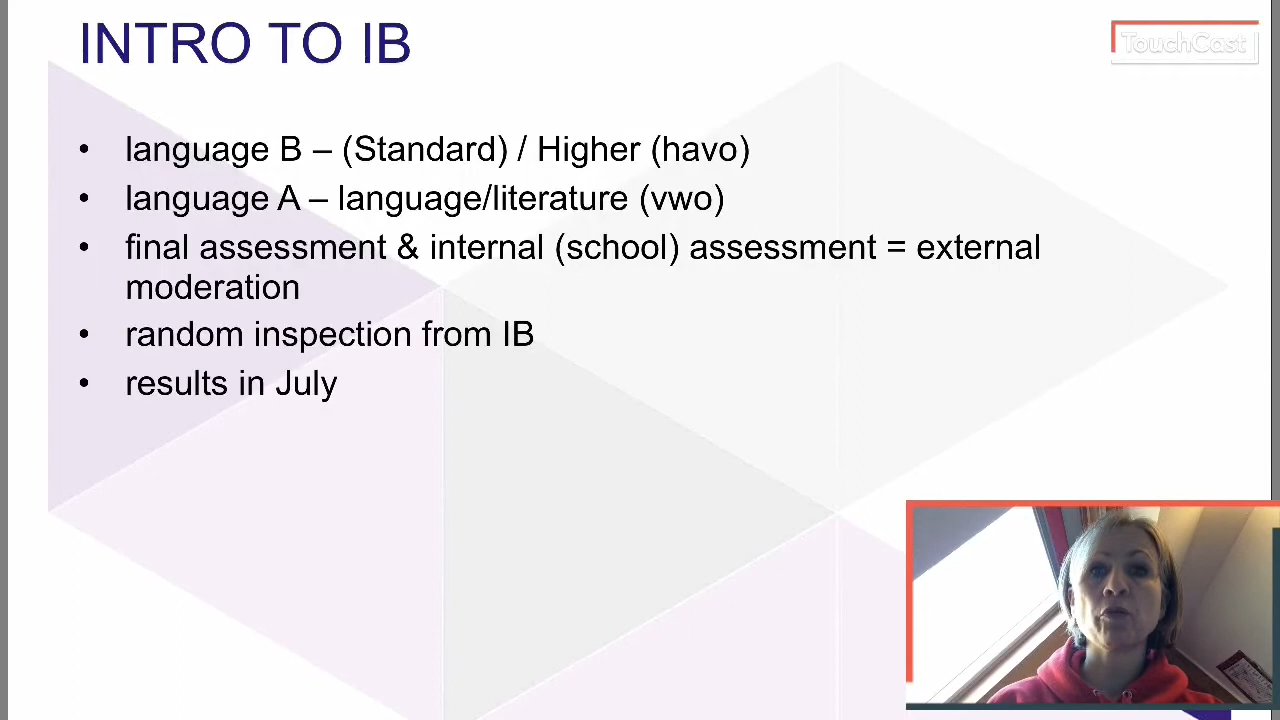 INTRO TO IB
TouchCast
• language B – (Standard) / Higher (havo)
• language A – language/literature (vwo)
• final assessment & internal (school) assessment = external
moderation
• random inspection from IB
• results in July